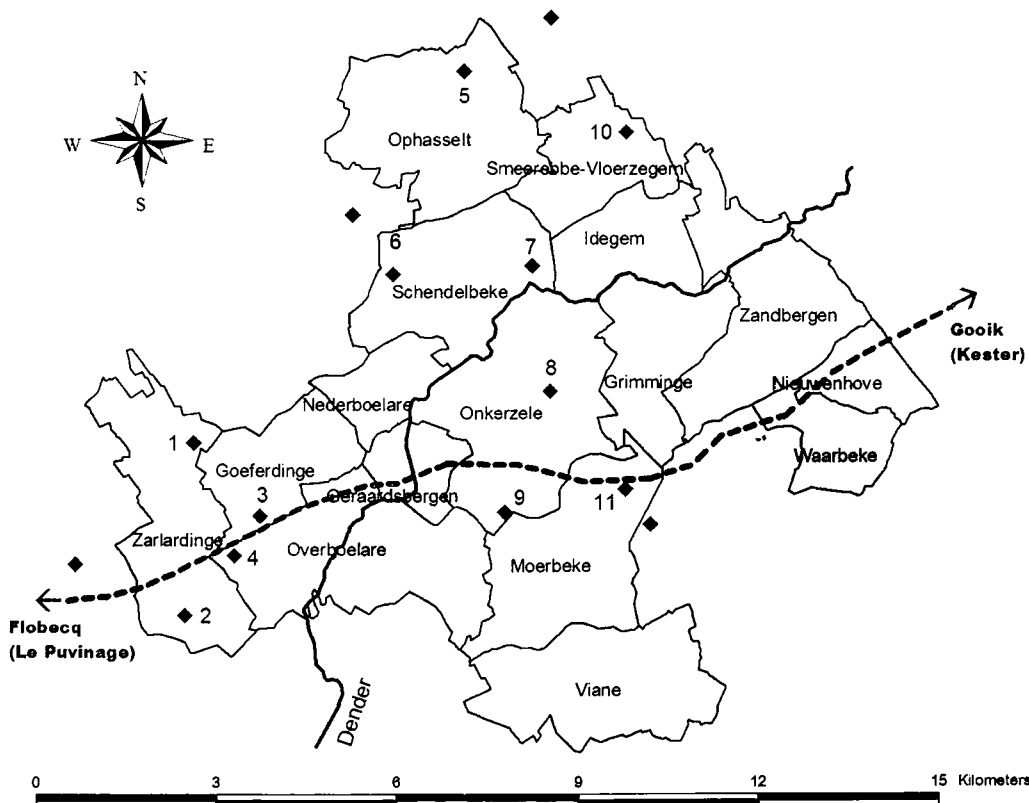 N
W E
S
5
Ophasselt
10
Smeerebbe-Vloerzegem
6
7
Idegem
Schendelbeke
Zandbergen
Gooik
(Kester)
8
Nederboelare
Onkerzele
Grimminge
Nieuwenhove
1
Goeferdinge
Waarbeke
3
Geraardsbergen
9
11
Zarlardinge
4
Overboelare
Moerbeke
2
Flobecq
(Le Puvinage)
Viane
Dender
0 3 6 9 12 15 Kilometers